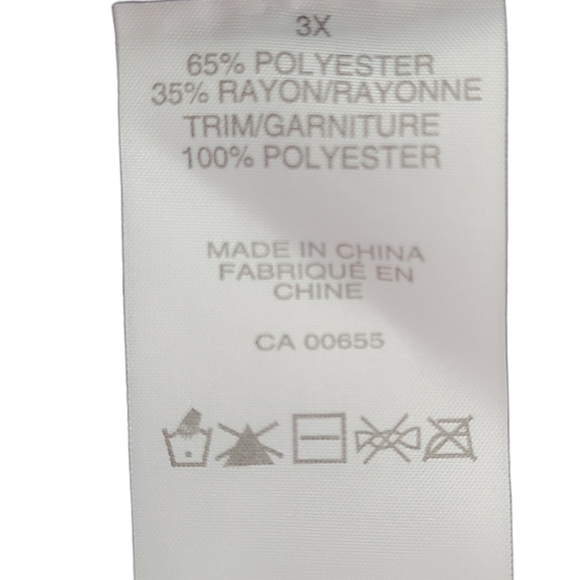 3X
65% POLYESTER
35% RAYON/RAYONNE
TRIM/GARNITURE
100% POLYESTER
MADE IN CHINA
FABRIQUÉ EN
CHINE
CA 00655